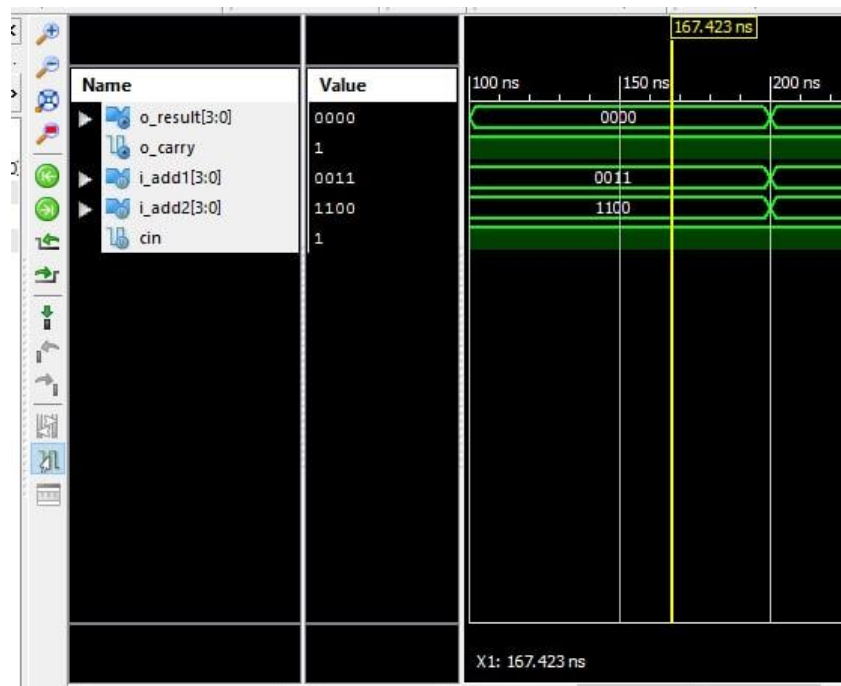 167.423 ns
Name Value 100 ns 150 ns 200 ns
o_result[3:0] 0000 0000
o_carry 1
i_add1[3:0] 0011 0011
i_add2[3:0] 1100 1100
cin 1
X1: 167.423 ns